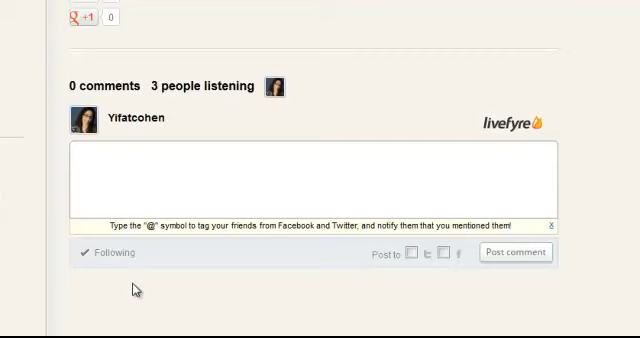 g +1 0
0 comments 3 people listening
Yifatcohen
livefyre
Type the "@" symbol to tag your friends from Facebook and Twitter, and notify them that you mentioned them! x
Following
Post to t f Post comment